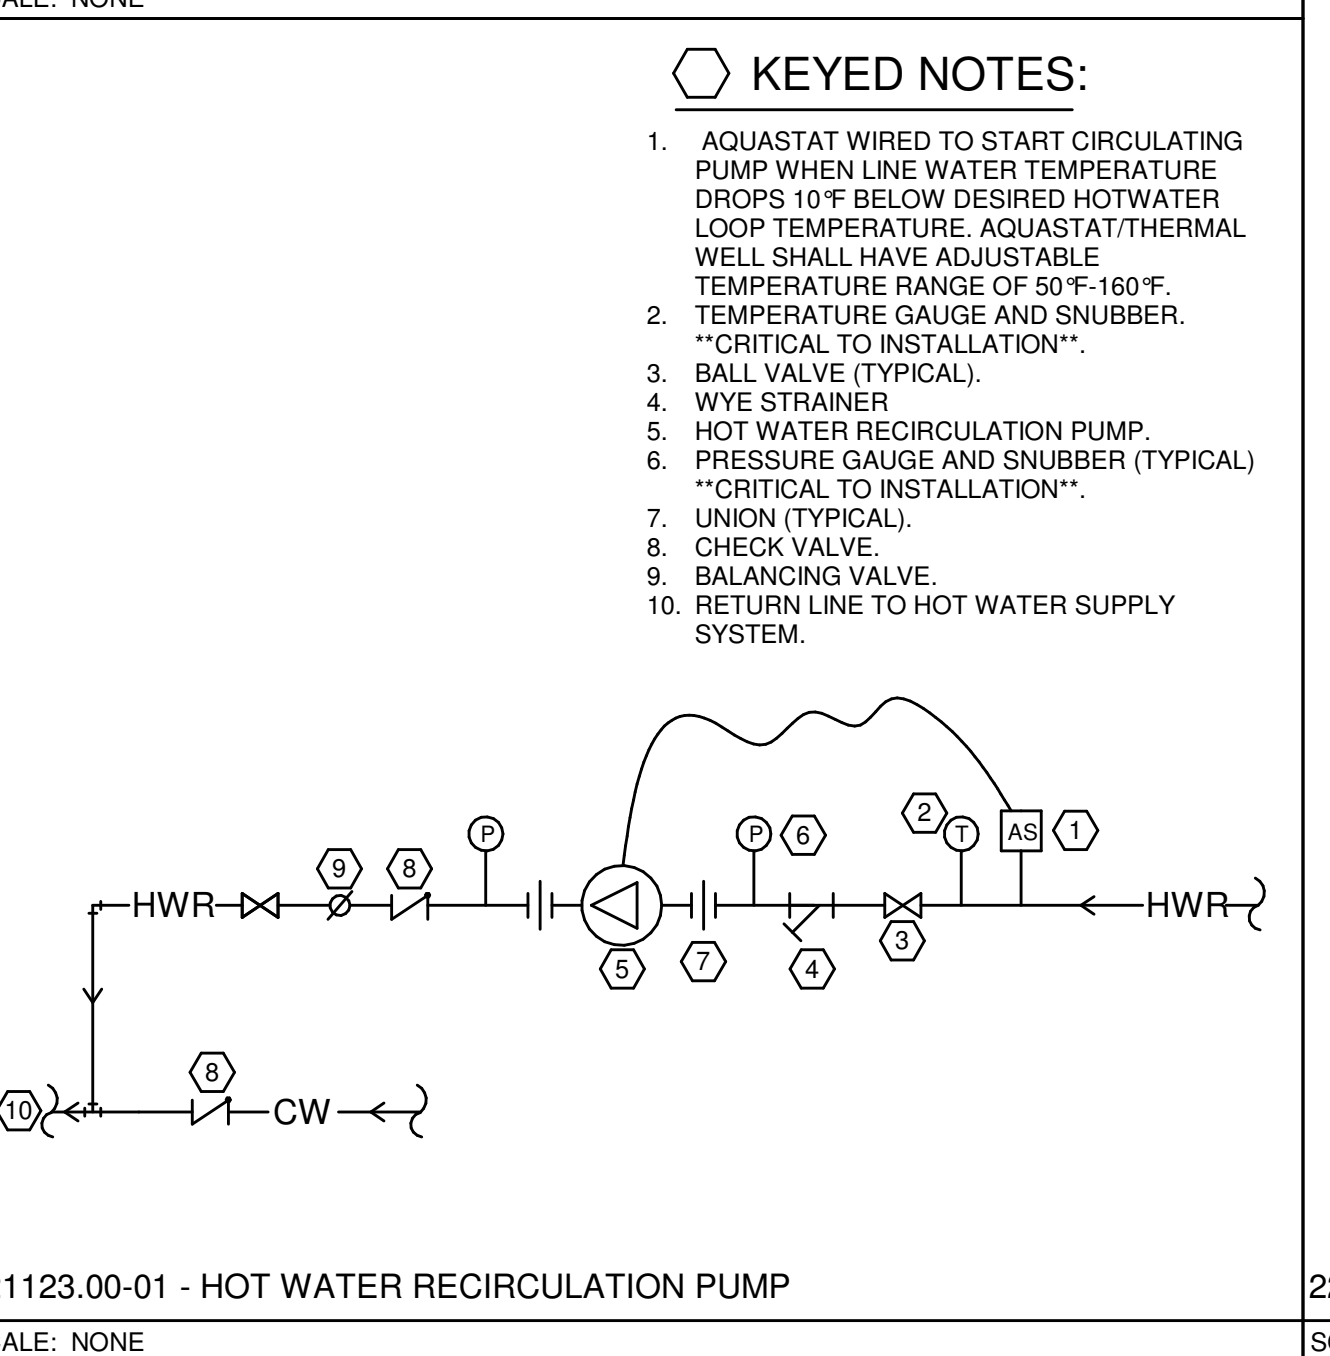 ALE: NONE
KEYED NOTES:
1. AQUASTAT WIRED TO START CIRCULATING
PUMP WHEN LINE WATER TEMPERATURE
DROPS 10°F BELOW DESIRED HOTWATER
LOOP TEMPERATURE. AQUASTAT/THERMAL
WELL SHALL HAVE ADJUSTABLE
TEMPERATURE RANGE OF 50°F-160°F.
2. TEMPERATURE GAUGE AND SNUBBER.
**CRITICAL TO INSTALLATION**.
3. BALL VALVE (TYPICAL).
4. WYE STRAINER
5. HOT WATER RECIRCULATION PUMP.
6. PRESSURE GAUGE AND SNUBBER (TYPICAL)
**CRITICAL TO INSTALLATION**.
7. UNION (TYPICAL).
8. CHECK VALVE.
9. BALANCING VALVE.
10. RETURN LINE TO HOT WATER SUPPLY
SYSTEM.
P
P
6
2
T
AS
1
9
8
HWR
HWR
5
7
4
3
8
10
CW
1123.00-01 - HOT WATER RECIRCULATION PUMP
ALE: NONE